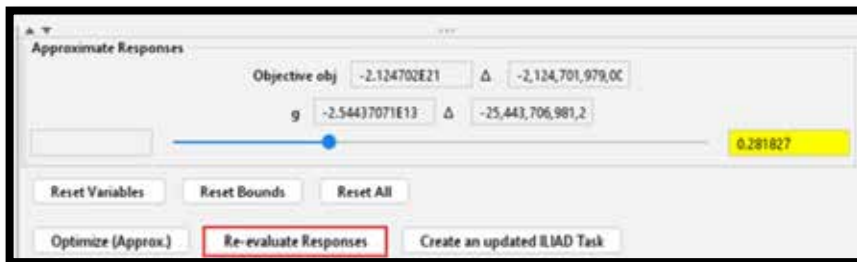 Approximate Responses
Objective obj -2.124702E21 Δ -2,124,701,979,0C
g -2.54437071E13 Δ -25,443,706,981,2
0.281827
Reset Variables Reset Bounds Reset All
Optimize (Approx.) Re-evaluate Responses Create an updated ILIAD Task